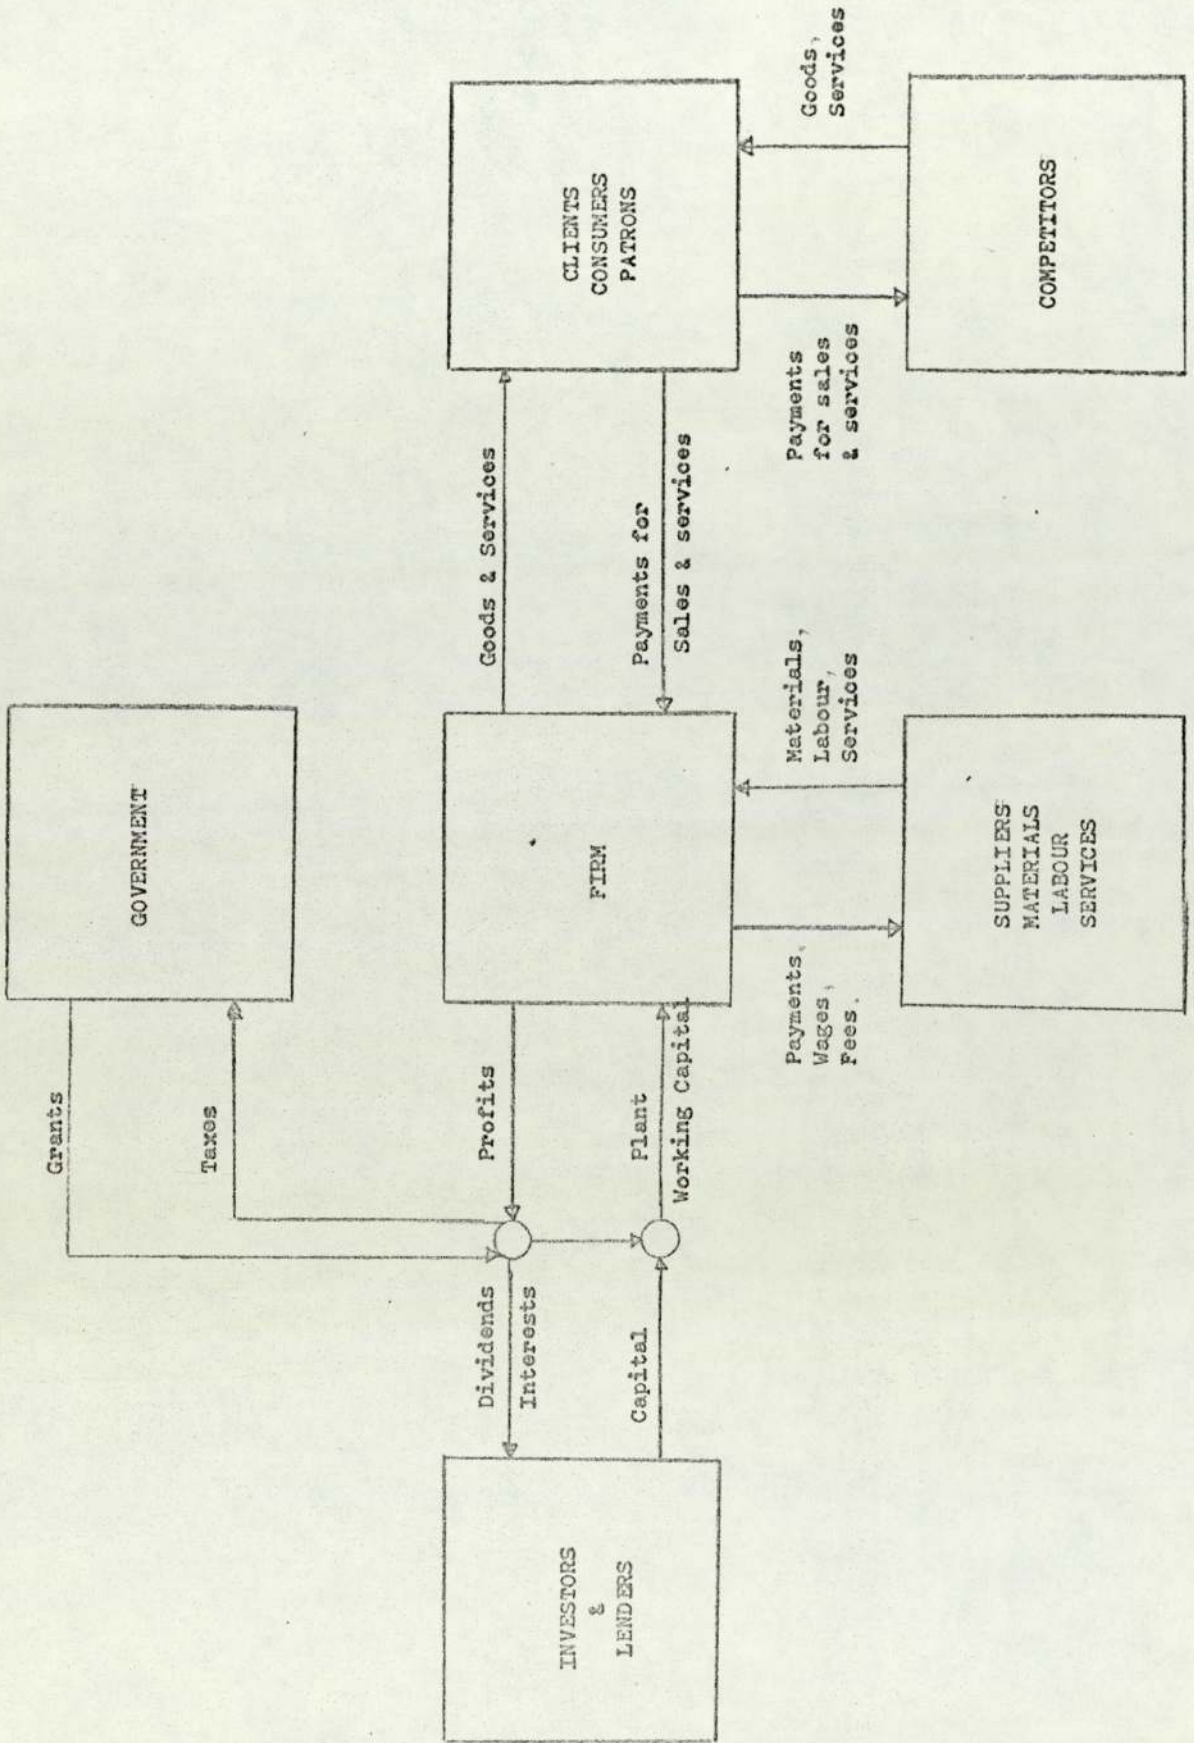 GOVERNMENT
Grants
Taxes
INVESTORS
&
LENDERS
Dividends
Interests
Capital
Profits
Plant
Working Capital
FIRM
Goods & Services
Payments for
Sales & services
CLIENTS
CONSUMERS
PATRONS
Payments,
Wages,
Fees.
Materials,
Labour,
Services
Payments
for sales
& services
Goods,
Services
SUPPLIERS
MATERIALS
LABOUR
SERVICES
COMPETITORS